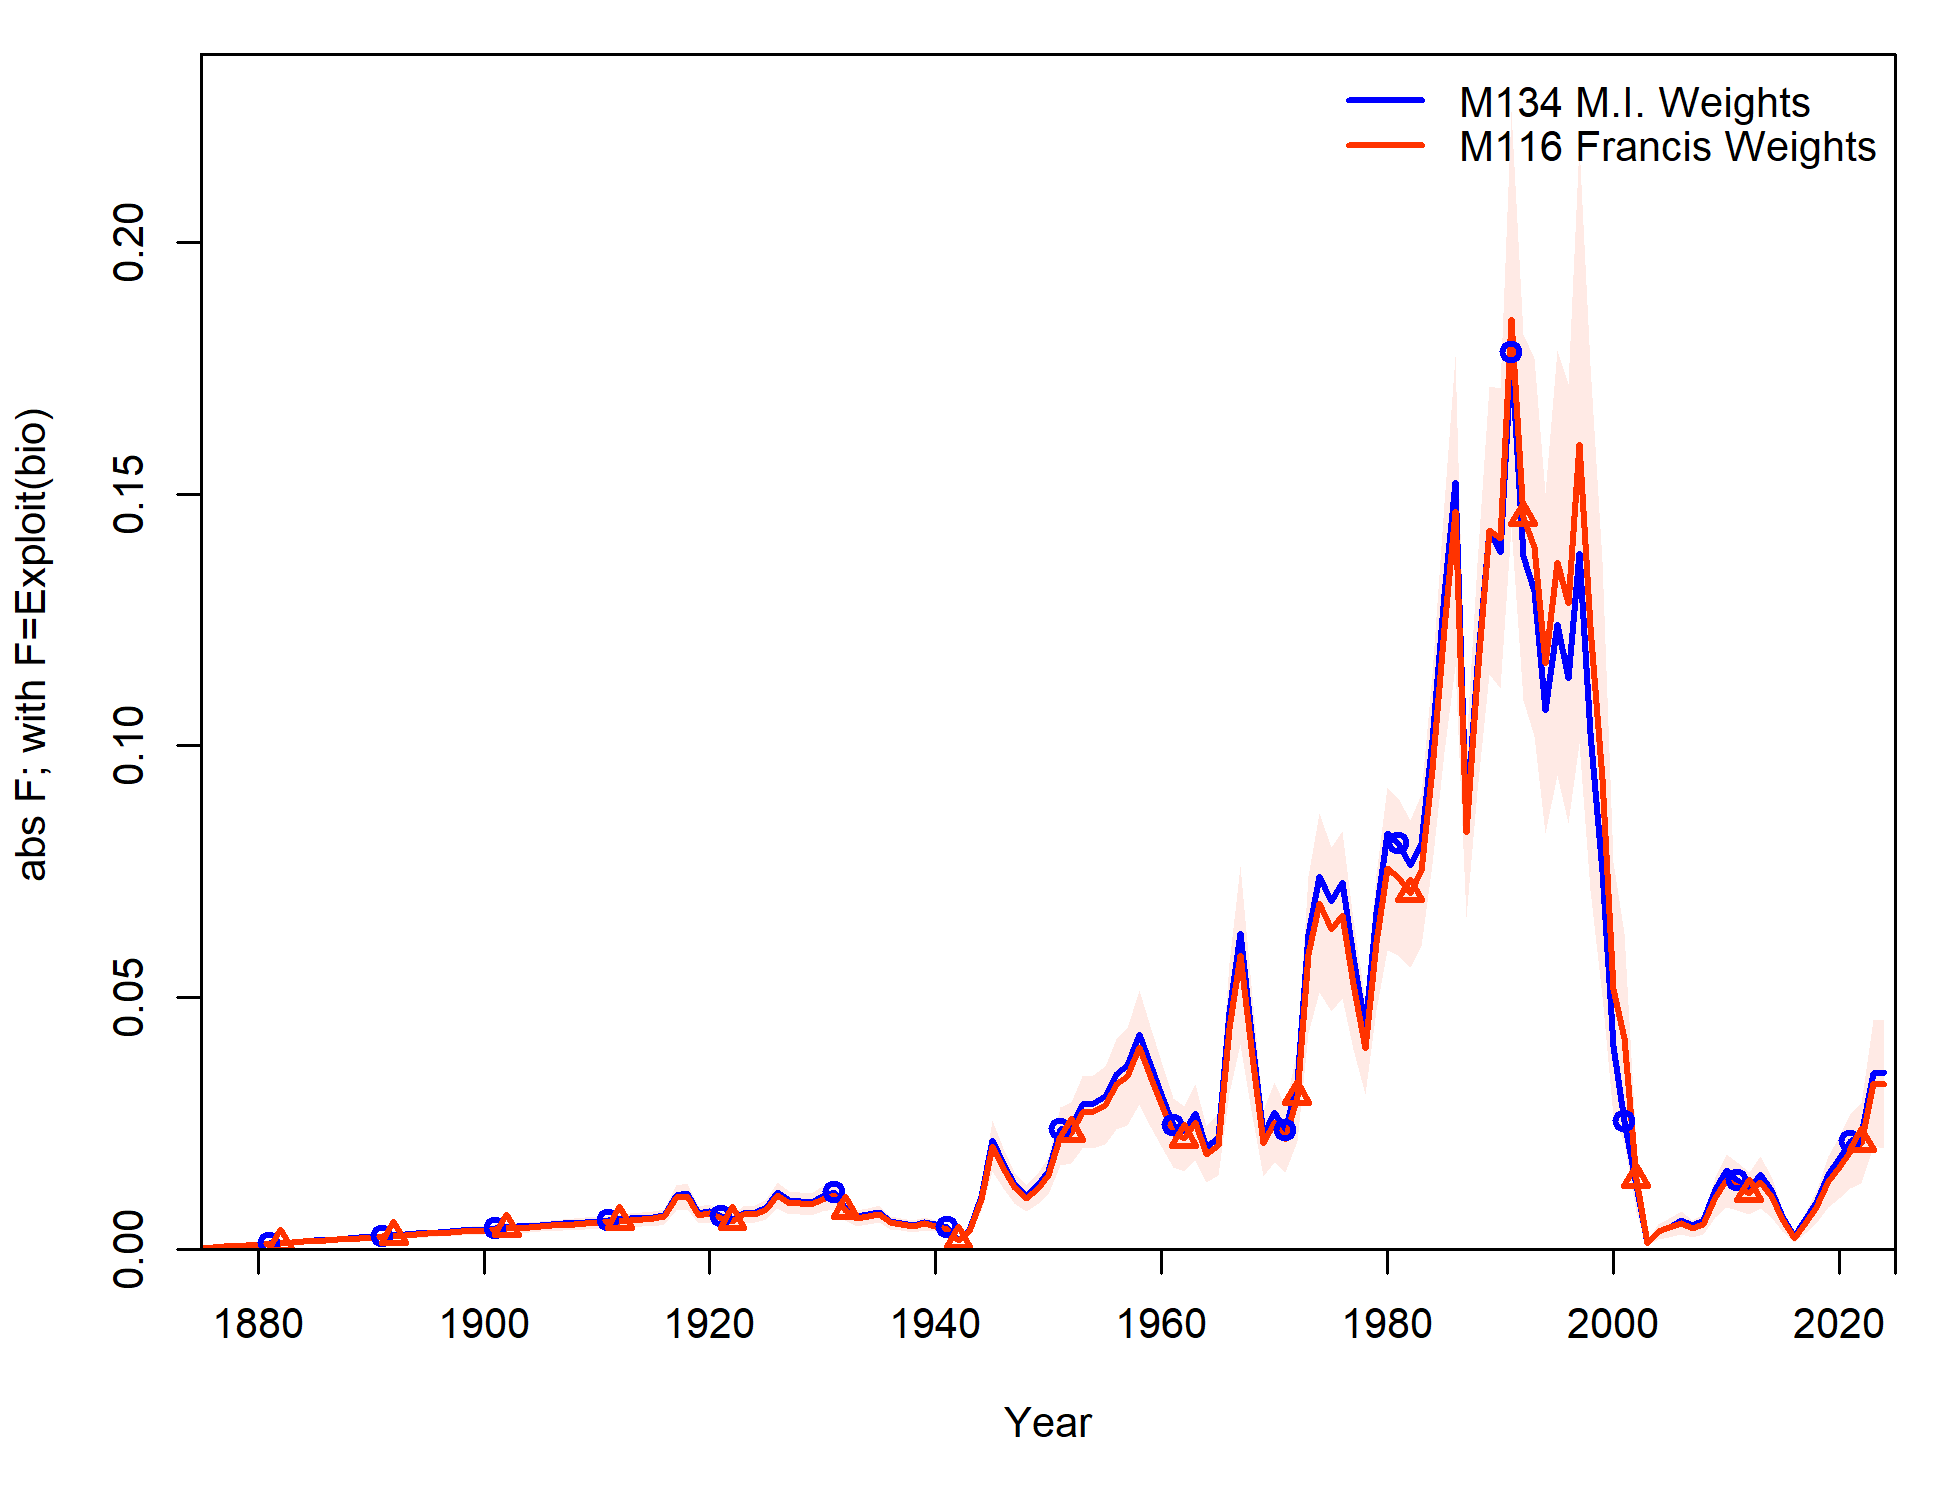 M134 M.I. Weights
M116 Francis Weights
abs F; with F=Exploit(bio)
0.20
0.15
0.10
0.05
0.00
1880 1900 1920 1940 1960 1980 2000 2020
Year